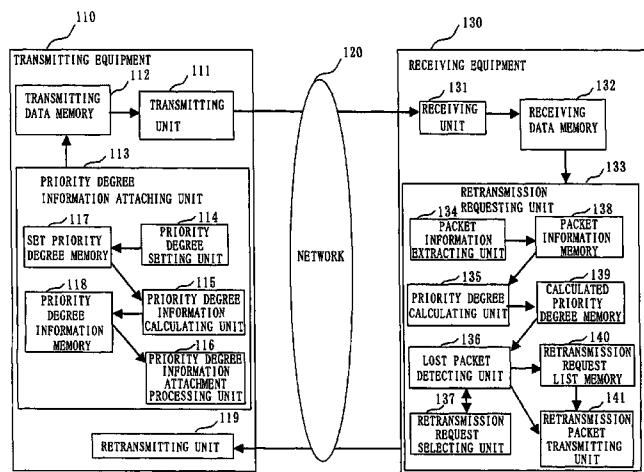 110
TRANSMITTING EQUIPMENT
112
TRANSMITTING
DATA MEMORY
111
TRANSMITTING
UNIT
113
PRIORITY DEGREE
INFORMATION ATTACHING UNIT
117
SET PRIORITY
DEGREE MEMORY
114
PRIORITY
DEGREE
SETTING UNIT
118
PRIORITY
DEGREE
INFORMATION
MEMORY
115
PRIORITY DEGREE
INFORMATION
CALCULATING UNIT
116
PRIORITY DEGREE
INFORMATION
ATTACHMENT
PROCESSING UNIT
119
RETRANSMITTING UNIT
120
NETWORK
130
RECEIVING EQUIPMENT
131
RECEIVING
UNIT
132
RECEIVING
DATA MEMORY
133
RETRANSMISSION
REQUESTING UNIT
134
PACKET
INFORMATION
EXTRACTING UNIT
138
PACKET
INFORMATION
MEMORY
135
PRIORITY DEGREE
CALCULATING UNIT
139
CALCULATED
PRIORITY
DEGREE MEMORY
136
LOST PACKET
DETECTING UNIT
140
RETRANSMISSION
REQUEST
LIST MEMORY
137
RETRANSMISSION
REQUEST
SELECTING UNIT
141
RETRANSMISSION
PACKET
TRANSMITTING
UNIT